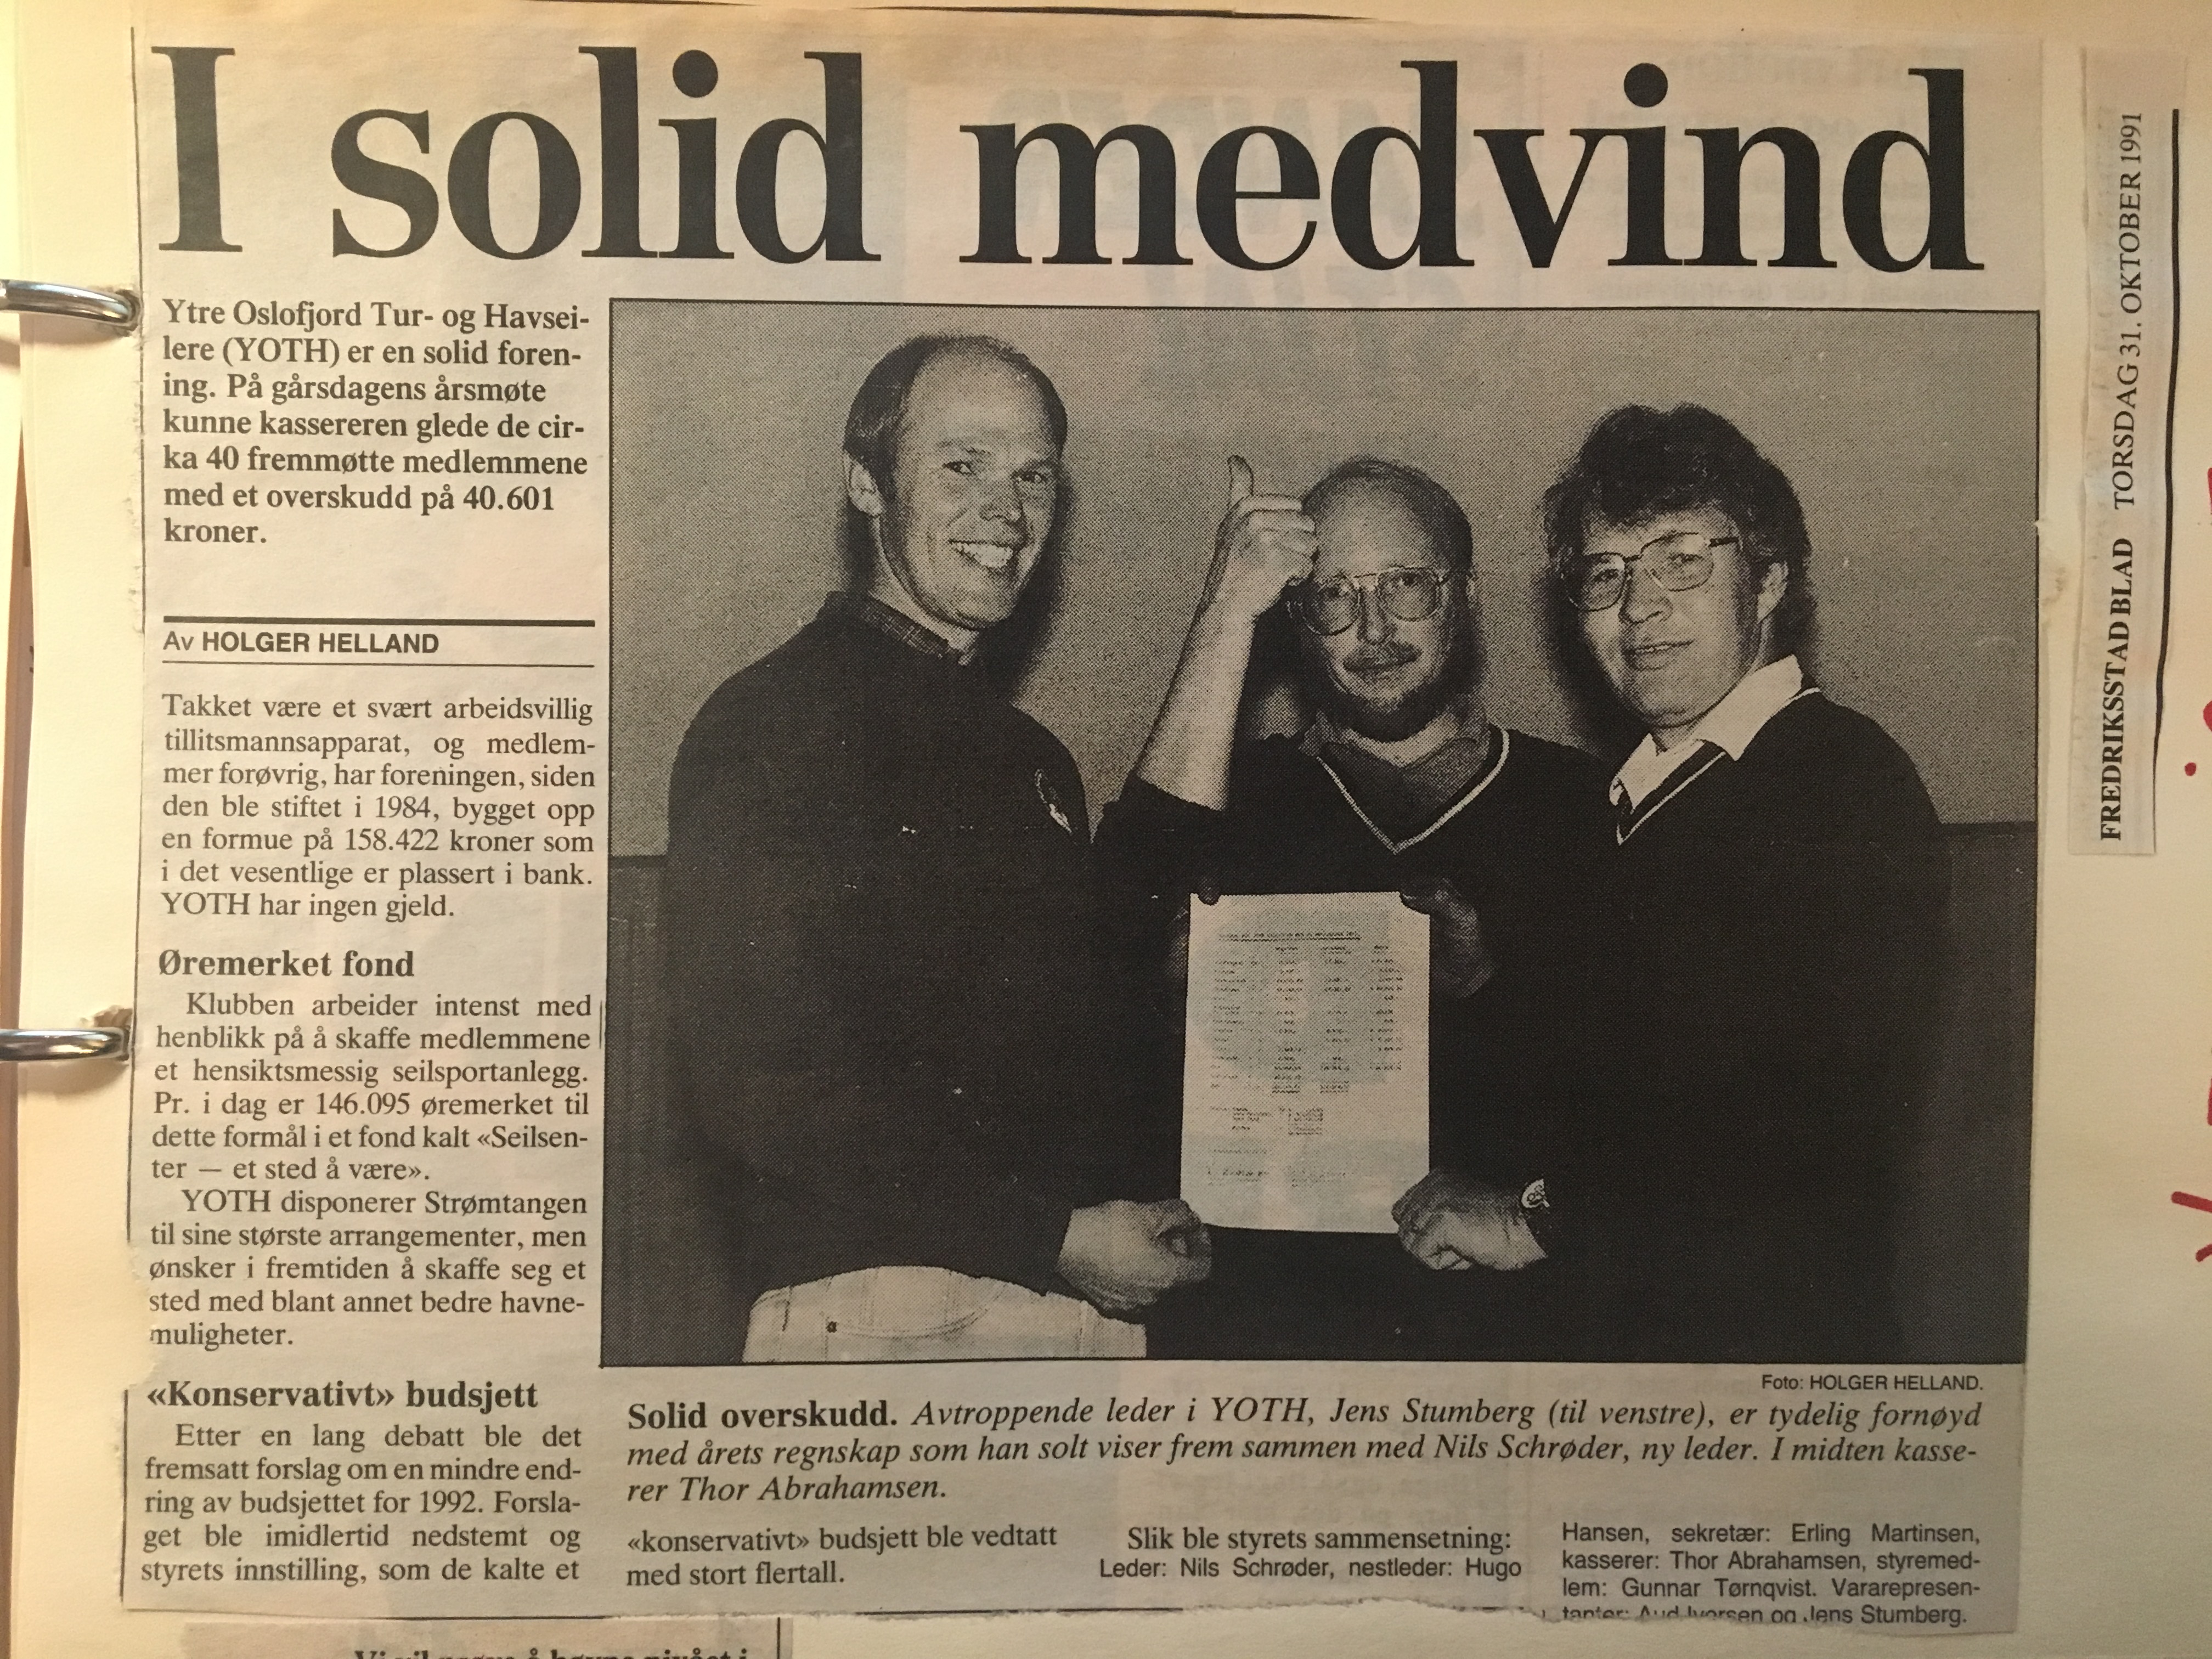 I solid medvind
Ytre Oslofjord Tur- og Havsei-
lere (YOTH) er en solid foren-
ing. På gårsdagens årsmøte
kunne kassereren glede de cir-
ka 40 fremmøtte medlemmene
med et overskudd på 40.601
kroner.
Av HOLGER HELLAND
Takket være et svært arbeidsvillig
tillitsmannsapparat, og medlem-
mer forøvrig, har foreningen, siden
den ble stiftet i 1984, bygget opp
en formue på 158.422 kroner som
i det vesentlige er plassert i bank.
YOTH har ingen gjeld.
Øremerket fond
Klubben arbeider intenst med
henblikk på å skaffe medlemmene
et hensiktsmessig seilsportanlegg.
Pr. i dag er 146.095 øremerket til
dette formål i et fond kalt «Seilsen-
ter — et sted å være».
YOTH disponerer Strømtangen
til sine største arrangementer, men
ønsker i fremtiden å skaffe seg et
sted med blant annet bedre havne-
muligheter.
«Konservativt» budsjett
Etter en lang debatt ble det
fremsatt forslag om en mindre end-
ring av budsjettet for 1992. Forsla-
get ble imidlertid nedstemt og
styrets innstilling, som de kalte et
Foto: HOLGER HELLAND.
Solid overskudd. Avtroppende leder i YOTH, Jens Stumberg (til venstre), er tydelig fornøyd
med årets regnskap som han solt viser frem sammen med Nils Schrøder, ny leder. I midten kasse-
rer Thor Abrahamsen.
«konservativt» budsjett ble vedtatt
med stort flertall.
Slik ble styrets sammensetning:
Leder: Nils Schrøder, nestleder: Hugo
Hansen, sekretær: Erling Martinsen,
kasserer: Thor Abrahamsen, styremed-
lem: Gunnar Tørnqvist. Vararepresen-
tanter: Aud Iversen og Jens Stumberg.
FREDRIKSSTAD BLAD TORSDAG 31. OKTOBER 1991